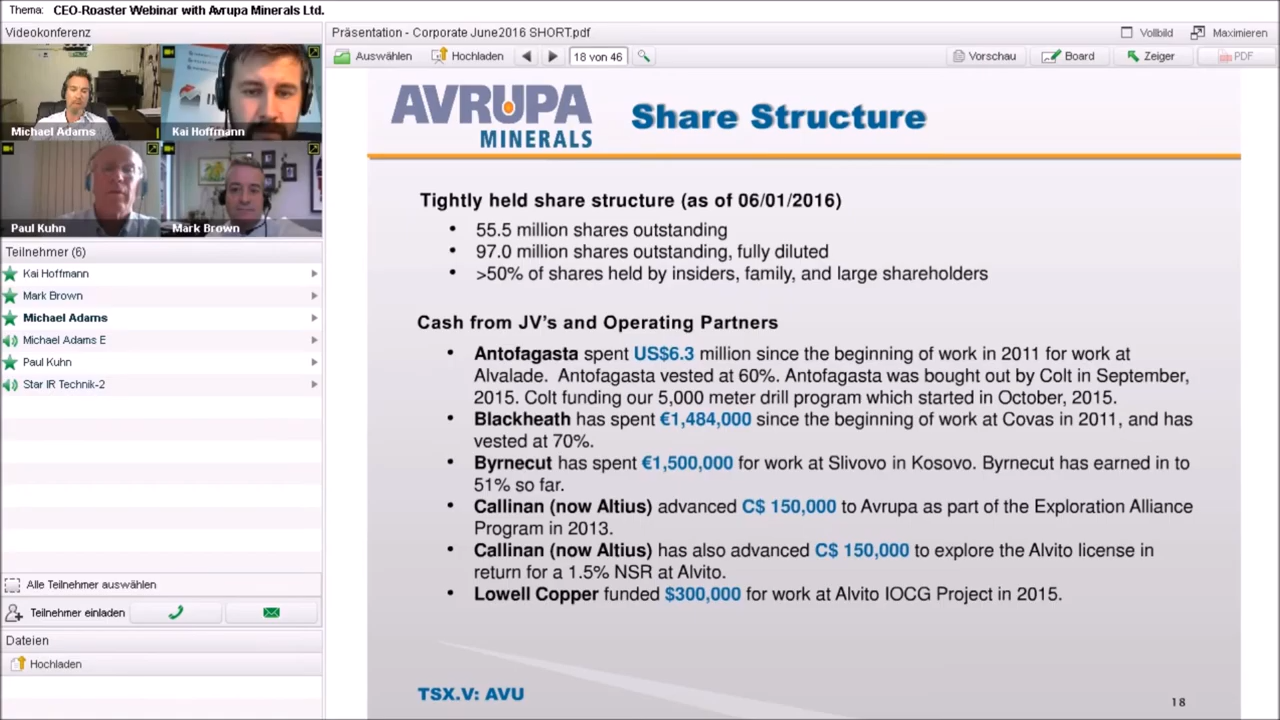 Thema: CEO-Roaster Webinar with Avrupa Minerals Ltd.
Videokonferenz
Michael Adams
Kai Hoffmann
Paul Kuhn
Mark Brown
Teilnehmer (6)
Kai Hoffmann
Mark Brown
Michael Adams
Michael Adams E
Paul Kuhn
Star IR Technik-2
Alle Teilnehmer auswählen
Teilnehmer einladen
Dateien
Hochladen
Präsentation - Corporate June2016 SHORT.pdf
Vollbild
Maximieren
Auswählen
Hochladen
18 von 46
Vorschau
Board
Zeiger
PDF
AVRUPA
MINERALS
Share Structure
Tightly held share structure (as of 06/01/2016)
• 55.5 million shares outstanding
• 97.0 million shares outstanding, fully diluted
• >50% of shares held by insiders, family, and large shareholders
Cash from JV's and Operating Partners
• Antofagasta spent US$6.3 million since the beginning of work in 2011 for work at
Alvalade. Antofagasta vested at 60%. Antofagasta was bought out by Colt in September,
2015. Colt funding our 5,000 meter drill program which started in October, 2015.
• Blackheath has spent €1,484,000 since the beginning of work at Covas in 2011, and has
vested at 70%.
• Byrnecut has spent €1,500,000 for work at Slivovo in Kosovo. Byrnecut has earned in to
51% so far.
• Callinan (now Altius) advanced C$ 150,000 to Avrupa as part of the Exploration Alliance
Program in 2013.
• Callinan (now Altius) has also advanced C$ 150,000 to explore the Alvito license in
return for a 1.5% NSR at Alvito.
• Lowell Copper funded $300,000 for work at Alvito IOCG Project in 2015.
TSX.V: AVU
18